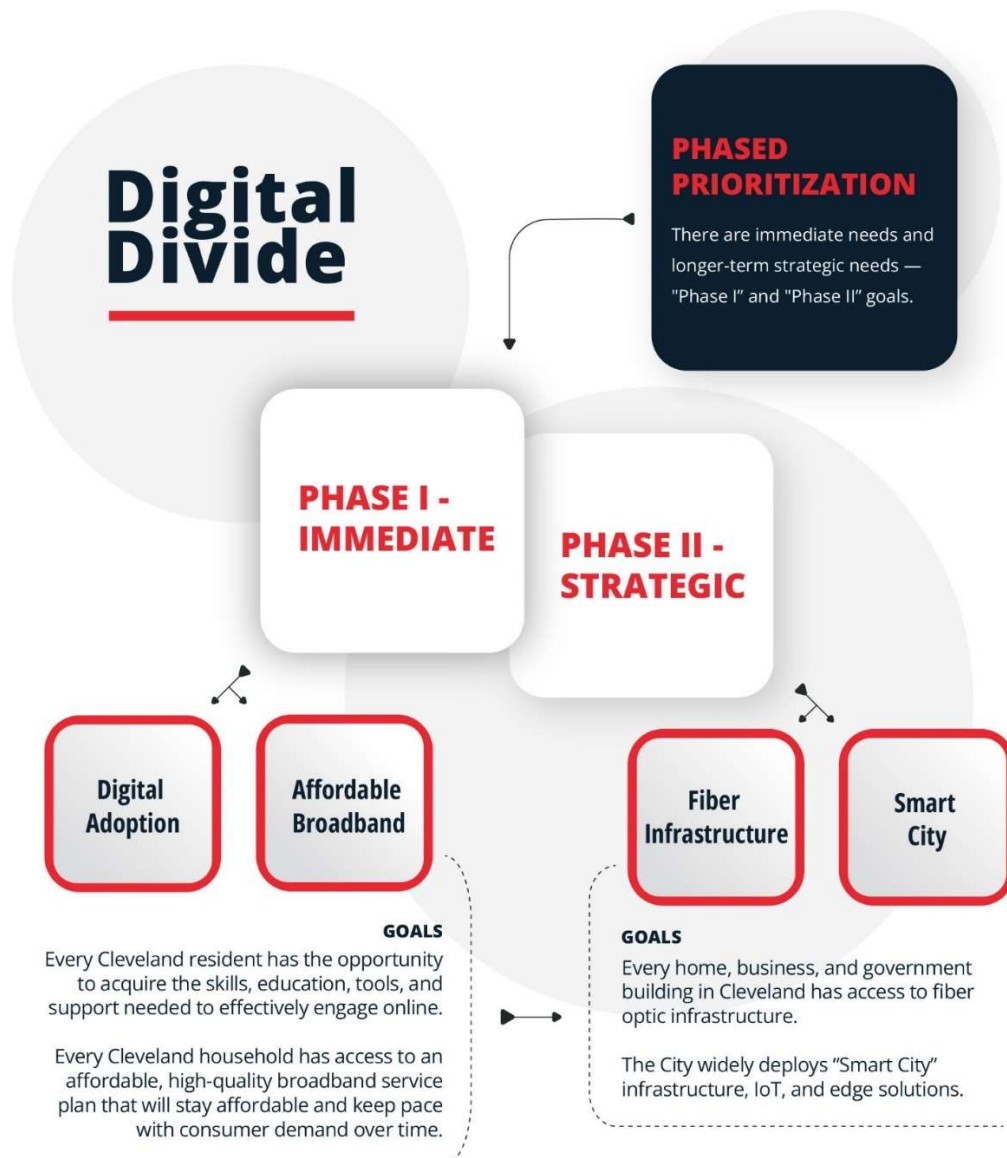 Digital
Divide
PHASED
PRIORITIZATION
There are immediate needs and
longer-term strategic needs —
"Phase I” and "Phase II” goals.
PHASE I -
IMMEDIATE
PHASE II -
STRATEGIC
Digital
Adoption
Affordable
Broadband
Fiber
Infrastructure
Smart
City
GOALS
Every Cleveland resident has the opportunity
to acquire the skills, education, tools, and
support needed to effectively engage online.
Every Cleveland household has access to an
affordable, high-quality broadband service
plan that will stay affordable and keep pace
with consumer demand over time.
GOALS
Every home, business, and government
building in Cleveland has access to fiber
optic infrastructure.
The City widely deploys “Smart City”
infrastructure, IoT, and edge solutions.